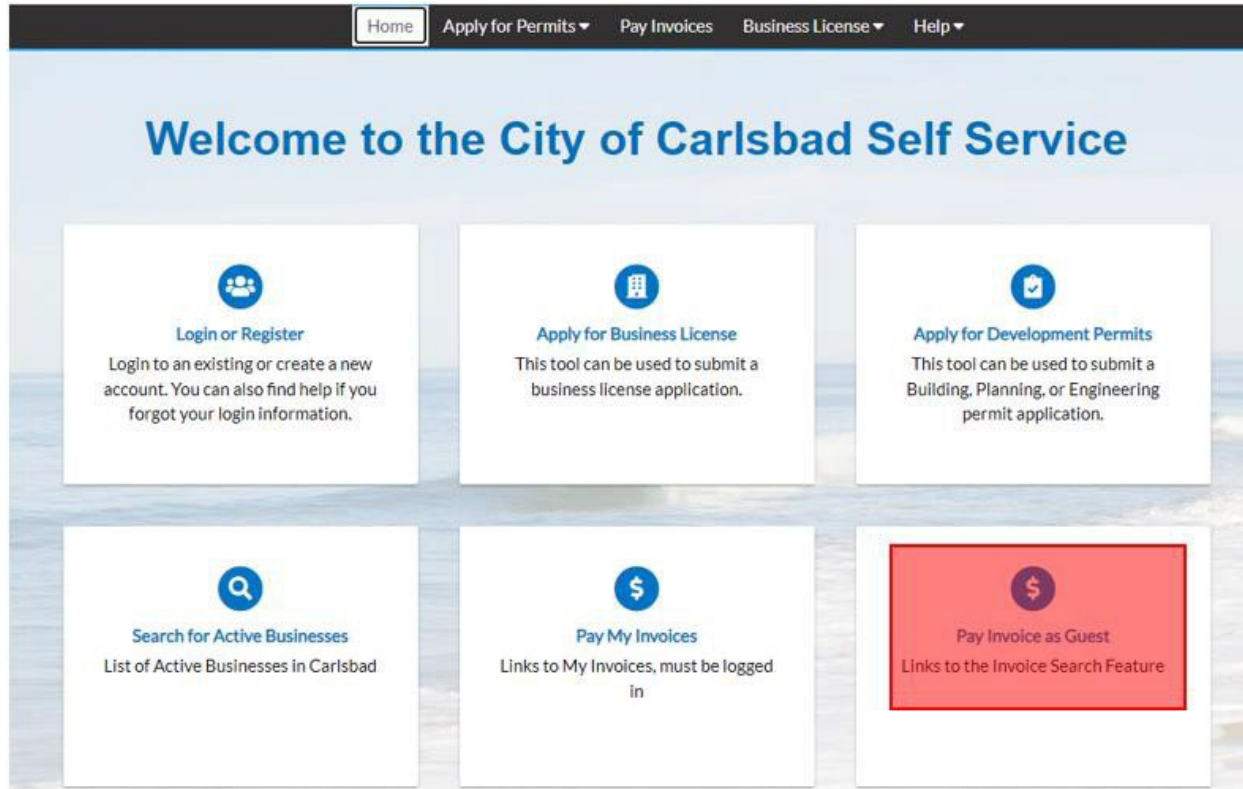 Home Apply for Permits Pay Invoices Business License Help
Welcome to the City of Carlsbad Self Service
Login or Register
Login to an existing or create a new
account. You can also find help if you
forgot your login information.
Apply for Business License
This tool can be used to submit a
business license application.
Apply for Development Permits
This tool can be used to submit a
Building, Planning, or Engineering
permit application.
Search for Active Businesses
List of Active Businesses in Carlsbad
$
Pay My Invoices
Links to My Invoices, must be logged
in
$
Pay Invoice as Guest
Links to the Invoice Search Feature